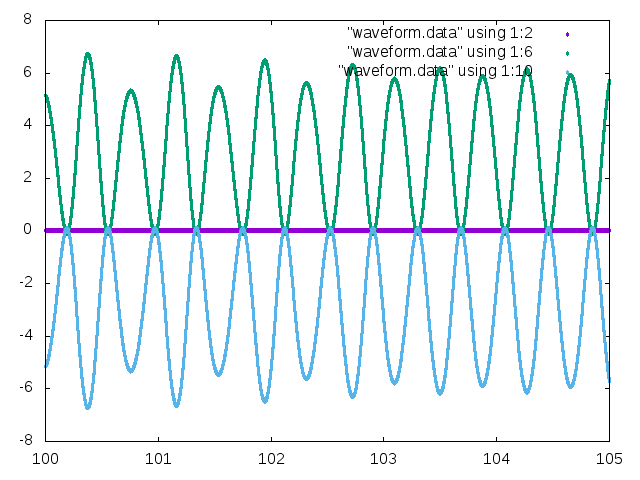 8
6
4
2
0
-2
-4
-6
-8
100 101 102 103 104 105
"waveform.data" using 1:2
"waveform.data" using 1:6
"waveform.data" using 1:10